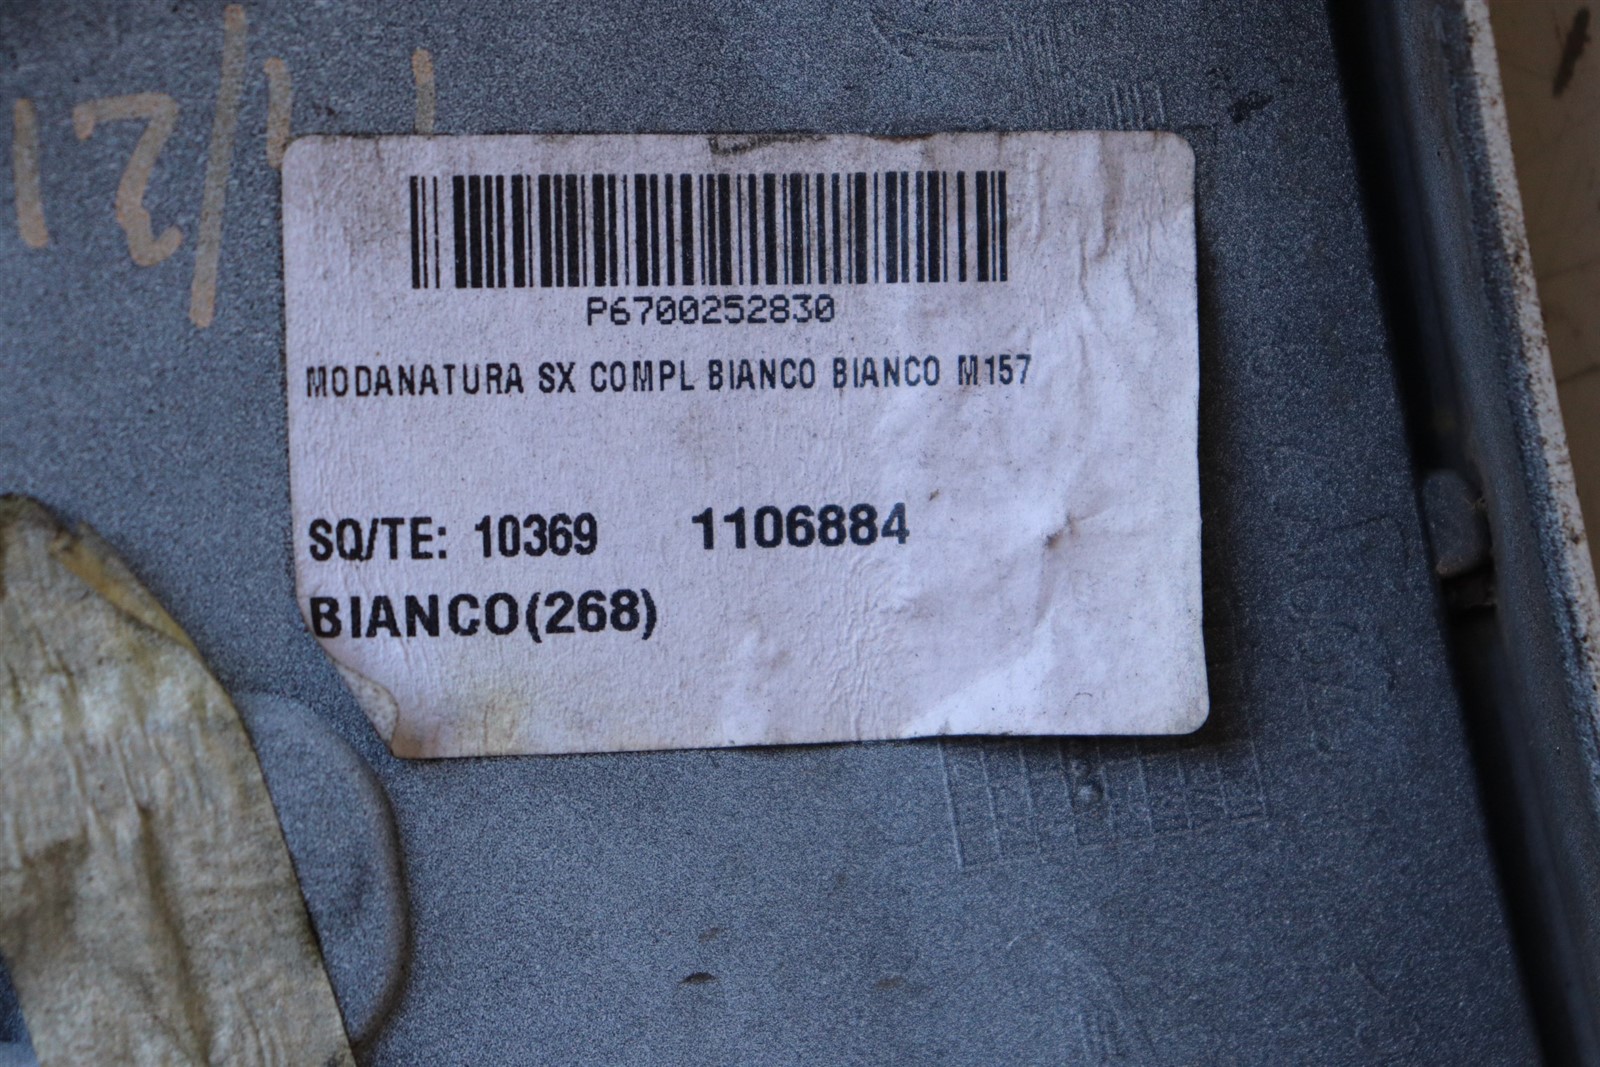 P6700252830
MODANATURA SX COMPL BIANCO BIANCO M157
SQ/TE: 10369 1106884
BIANCO(268)